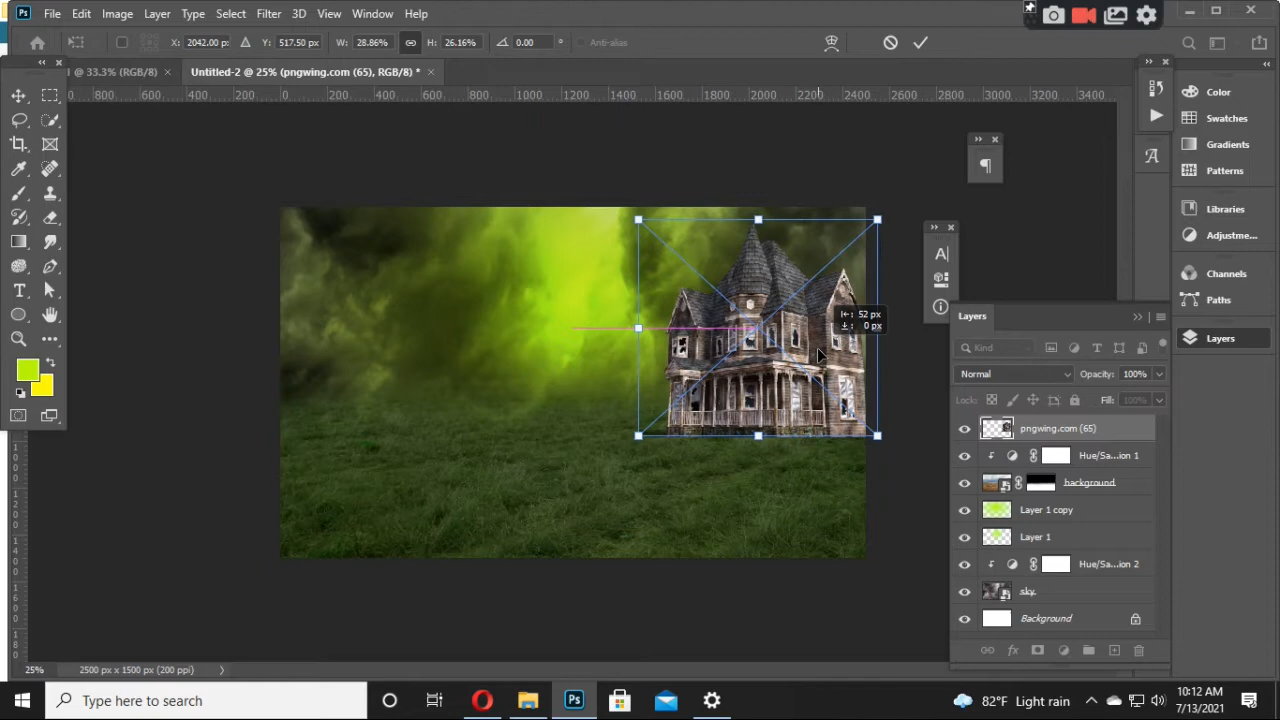 Ps File Edit Image Layer Type Select Filter 3D View Window Help
X: 2042.00 px Y: 517.50 px W: 28.86% H: 26.16% 0.00 ° Anti-alias
@ 33.3% (RGB/8) × Untitled-2 @ 25% (pngwing.com (65), RGB/8) * ×
800 600 400 200 0 200 400 600 800 1000 1200 1400 1600 1800 2000 2200 2400 2600 2800 3000 3200 3400
Color
Swatches
Gradients
Patterns
Libraries
Adjustme...
Channels
Paths
Layers
52 px
0 px
Layers
Kind
Normal Opacity: 100%
Lock: Fill: 100%
pngwing.com (65)
Hue/Sa...ion 1
background
Layer 1 copy
Layer 1
Hue/Sa...ion 2
sky
Background
25% 2500 px x 1500 px (200 ppi)
Type here to search
Ps
82°F Light rain
10:12 AM
7/13/2021